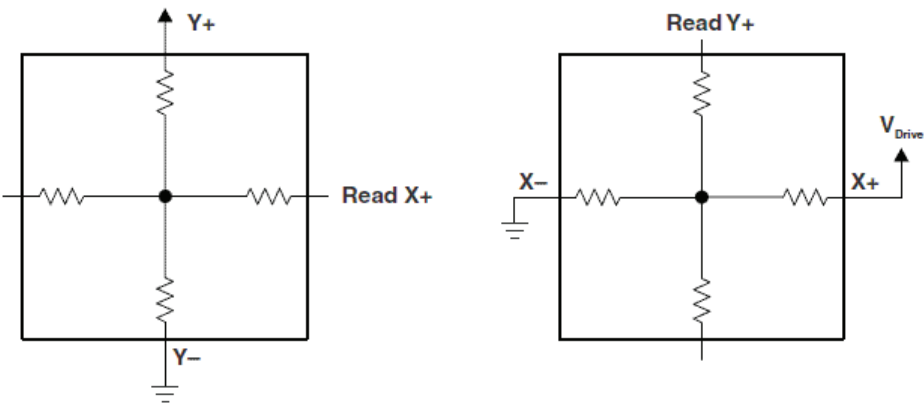 Y+
Read X+
Y–
Read Y+
V Drive
X–
X+